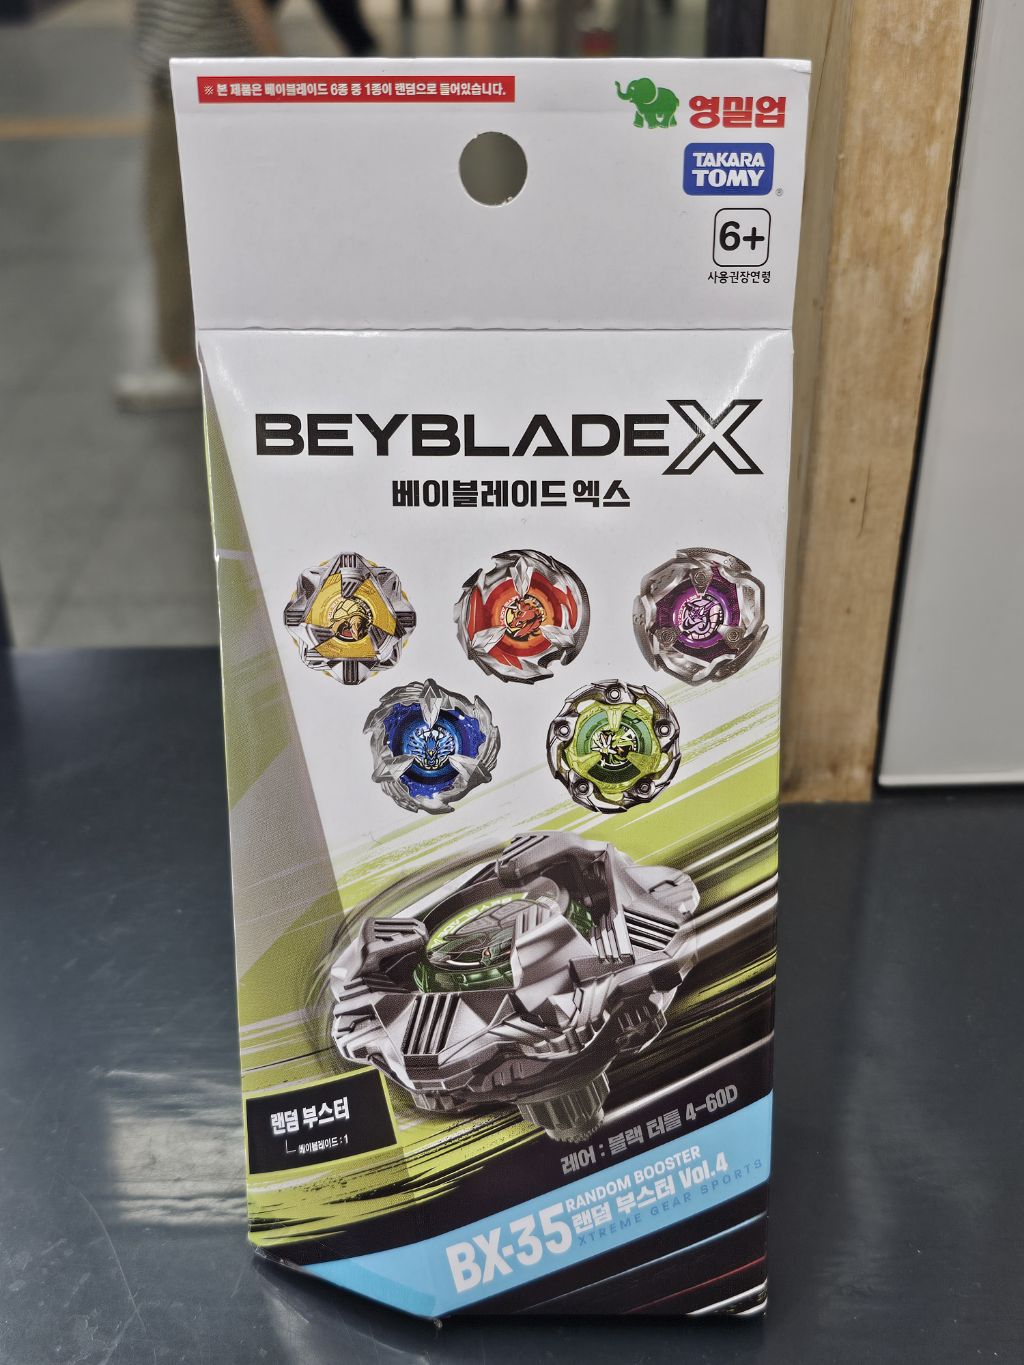 ※ 본 제품은 베이블레이드 6종 중 1종이 랜덤으로 들어있습니다.
영실업
TAKARA
TOMY
®
6+
사용권장연령
BEYBLADE X
베이블레이드 엑스
랜덤 부스터
베이블레이드 : 1
레어 : 블랙 터틀 4-60D
BX-35
RANDOM BOOSTER
랜덤 부스터 Vol.4
XTREME GEAR SPORTS